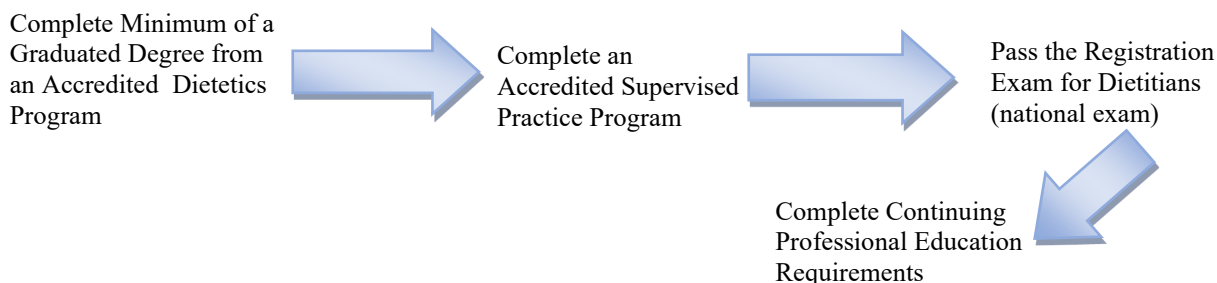 Complete Minimum of a
Graduated Degree from
an Accredited Dietetics
Program
Complete an
Accredited Supervised
Practice Program
Pass the Registration
Exam for Dietitians
(national exam)
Complete Continuing
Professional Education
Requirements